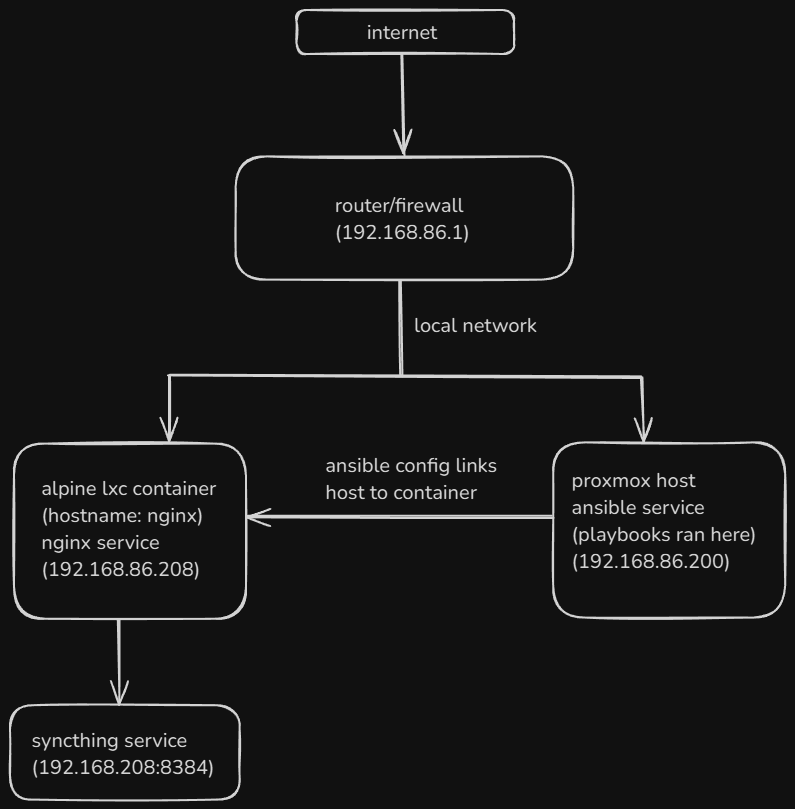 internet
router/firewall
(192.168.86.1)
local network
ansible config links
host to container
alpine lxc container
(hostname: nginx)
nginx service
(192.168.86.208)
proxmox host
ansible service
(playbooks ran here)
(192.168.86.200)
syncthing service
(192.168.208:8384)